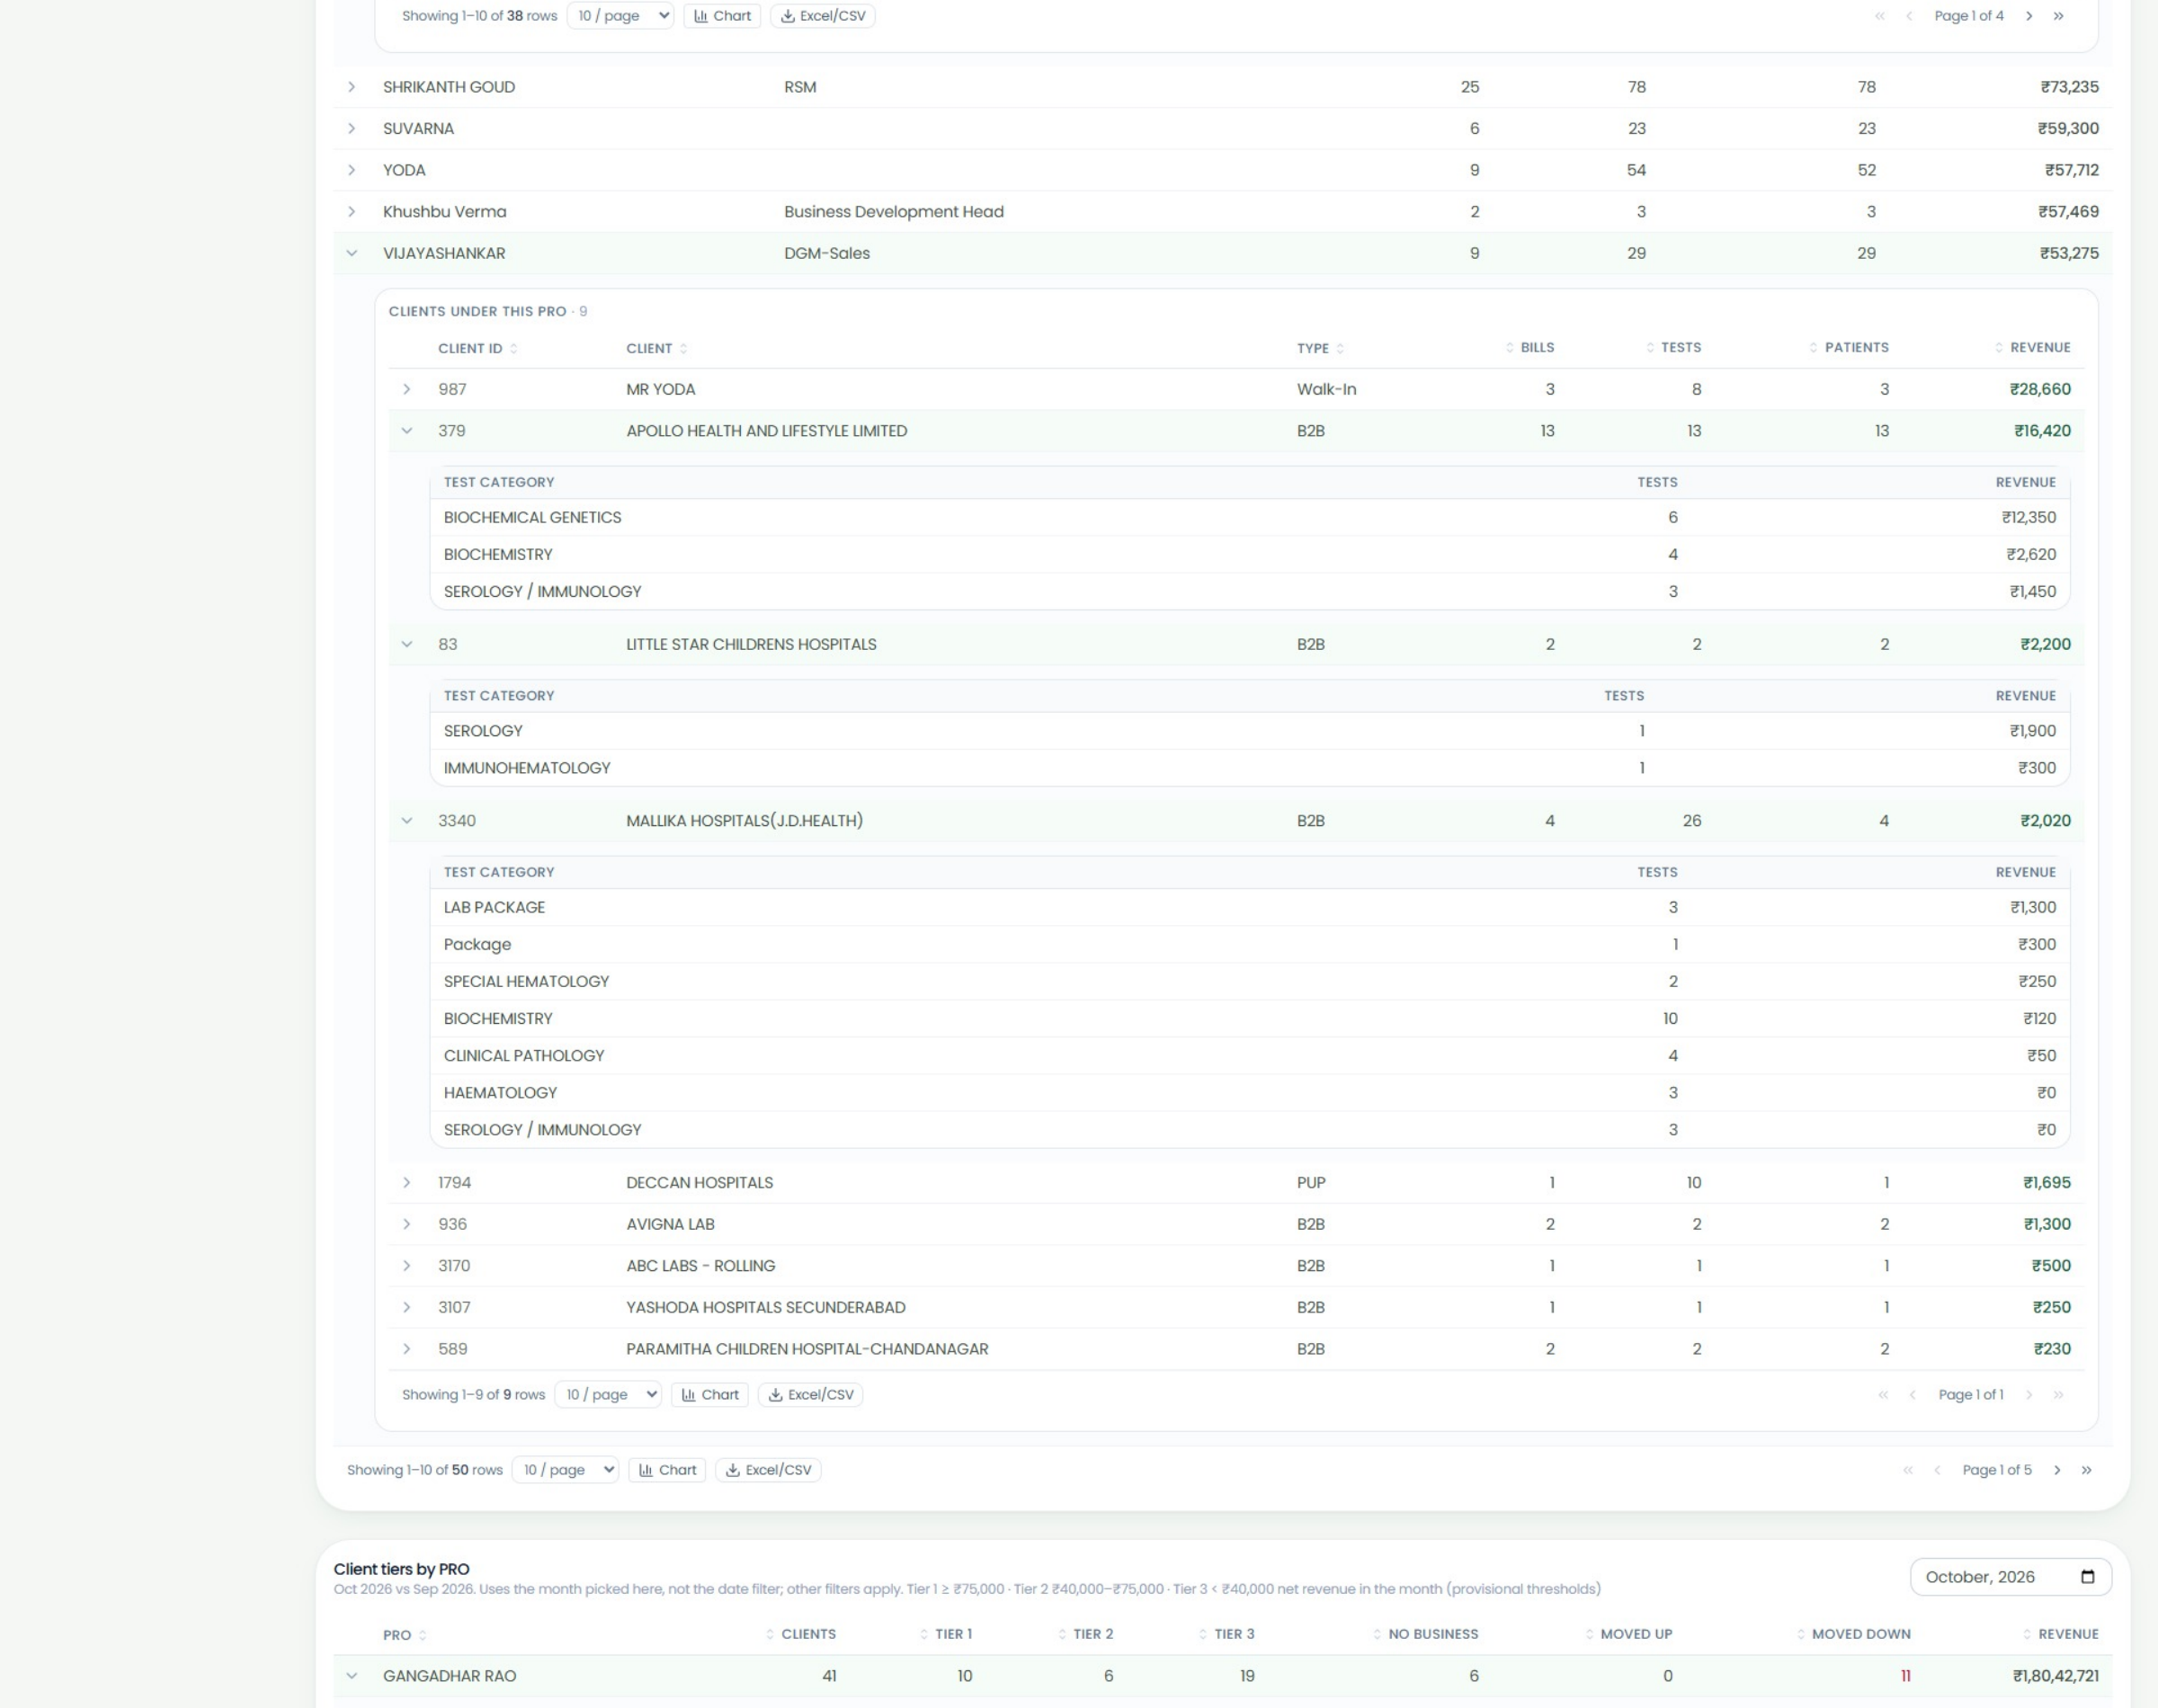 Showing 1–10 of 38 rows 10 / page Chart Excel/CSV « ‹ Page 1 of 4 › »
SHRIKANTH GOUD RSM 25 78 78 ₹73,235
SUVARNA 6 23 23 ₹59,300
YODA 9 54 52 ₹57,712
Khushbu Verma Business Development Head 2 3 3 ₹57,469
VIJAYASHANKAR DGM-Sales 9 29 29 ₹53,275
CLIENTS UNDER THIS PRO · 9
CLIENT ID CLIENT TYPE BILLS TESTS PATIENTS REVENUE
987 MR YODA Walk-In 3 8 3 ₹28,660
379 APOLLO HEALTH AND LIFESTYLE LIMITED B2B 13 13 13 ₹16,420
TEST CATEGORY TESTS REVENUE
BIOCHEMICAL GENETICS 6 ₹12,350
BIOCHEMISTRY 4 ₹2,620
SEROLOGY / IMMUNOLOGY 3 ₹1,450
83 LITTLE STAR CHILDRENS HOSPITALS B2B 2 2 2 ₹2,200
TEST CATEGORY TESTS REVENUE
SEROLOGY 1 ₹1,900
IMMUNOHEMATOLOGY 1 ₹300
3340 MALLIKA HOSPITALS(J.D.HEALTH) B2B 4 26 4 ₹2,020
TEST CATEGORY TESTS REVENUE
LAB PACKAGE 3 ₹1,300
Package 1 ₹300
SPECIAL HEMATOLOGY 2 ₹250
BIOCHEMISTRY 10 ₹120
CLINICAL PATHOLOGY 4 ₹50
HAEMATOLOGY 3 ₹0
SEROLOGY / IMMUNOLOGY 3 ₹0
1794 DECCAN HOSPITALS PUP 1 10 1 ₹1,695
936 AVIGNA LAB B2B 2 2 2 ₹1,300
3170 ABC LABS - ROLLING B2B 1 1 1 ₹500
3107 YASHODA HOSPITALS SECUNDERABAD B2B 1 1 1 ₹250
589 PARAMITHA CHILDREN HOSPITAL-CHANDANAGAR B2B 2 2 2 ₹230
Showing 1–9 of 9 rows 10 / page Chart Excel/CSV « ‹ Page 1 of 1 › »
Showing 1–10 of 50 rows 10 / page Chart Excel/CSV « ‹ Page 1 of 5 › »
Client tiers by PRO
Oct 2026 vs Sep 2026. Uses the month picked here, not the date filter; other filters apply. Tier 1 ≥ ₹75,000 · Tier 2 ₹40,000–₹75,000 · Tier 3 < ₹40,000 net revenue in the month (provisional thresholds)
October, 2026
PRO CLIENTS TIER 1 TIER 2 TIER 3 NO BUSINESS MOVED UP MOVED DOWN REVENUE
GANGADHAR RAO 41 10 6 19 6 0 11 ₹1,80,42,721